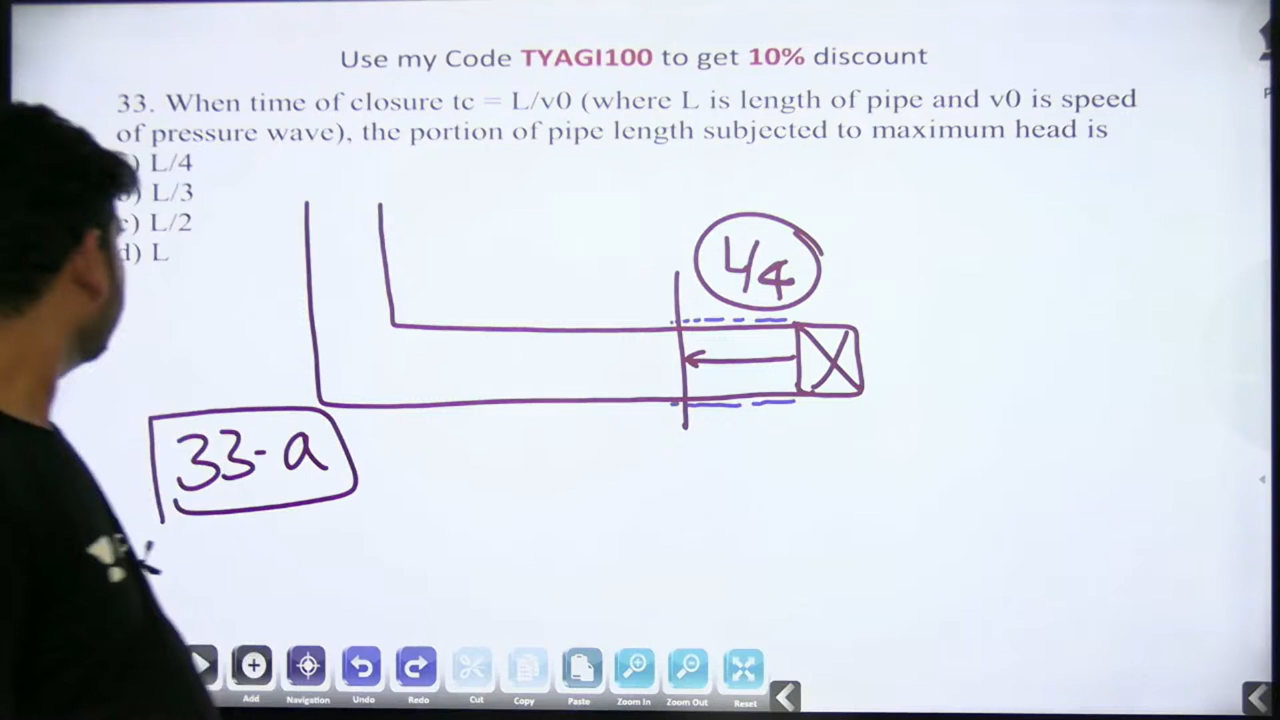 Use my Code TYAGI100 to get 10% discount
33. When time of closure tc = L/v0 (where L is length of pipe and v0 is speed
of pressure wave), the portion of pipe length subjected to maximum head is
) L/4
) L/3
c) L/2
d) L
L/4
33-a
Add
Navigation
Undo
Redo
Cut
Copy
Paste
Zoom In
Zoom Out
Reset